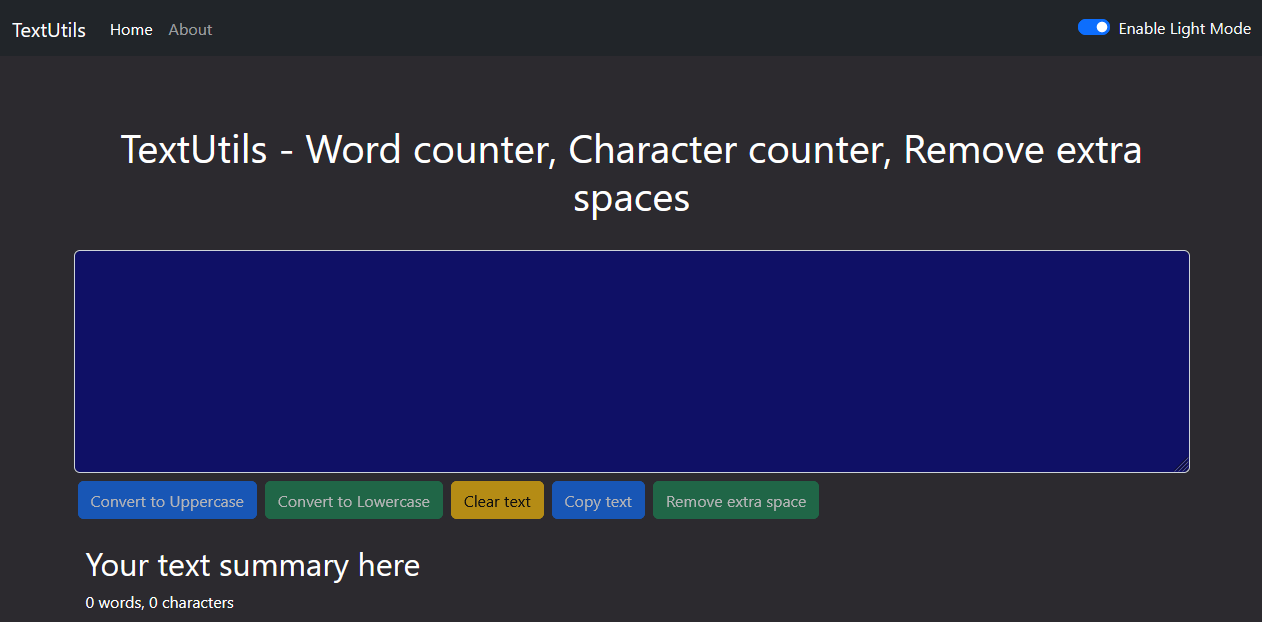 TextUtils Home About Enable Light Mode
TextUtils - Word counter, Character counter, Remove extra
spaces
Convert to Uppercase Convert to Lowercase Clear text Copy text Remove extra space
Your text summary here
0 words, 0 characters